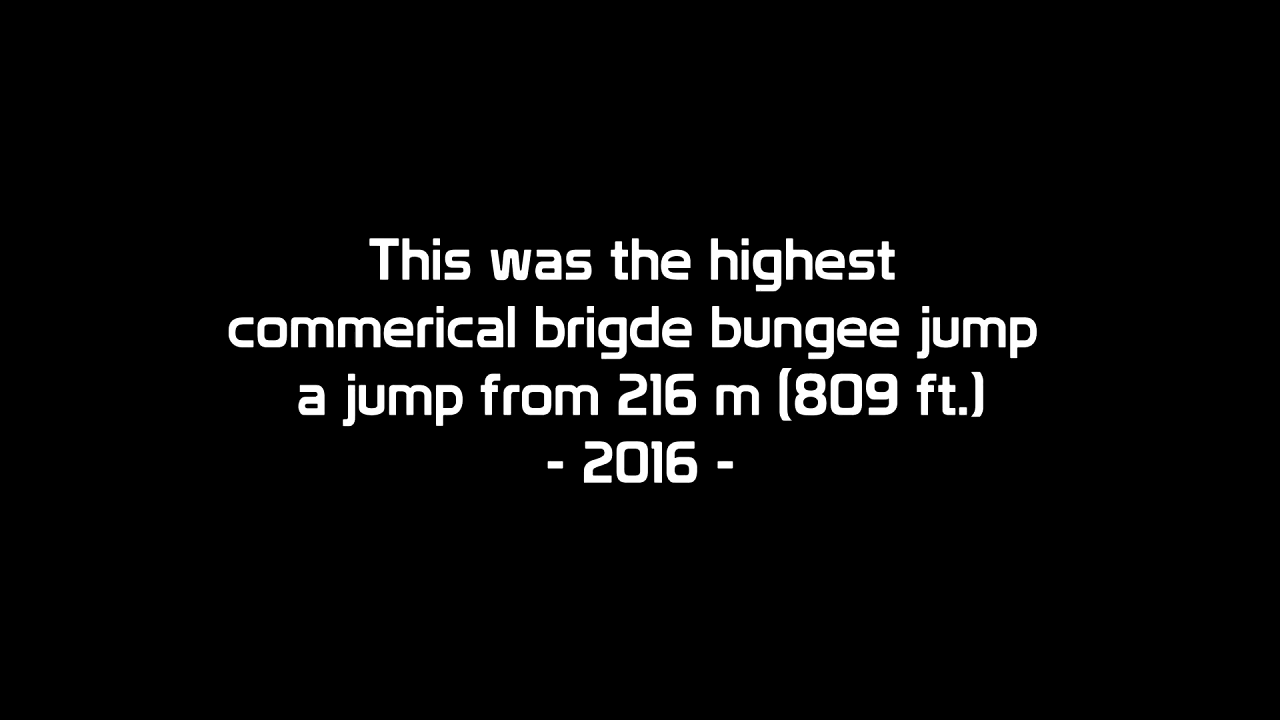 This was the highest
commerical brigde bungee jump
a jump from 216 m (809 ft.)
- 2016 -